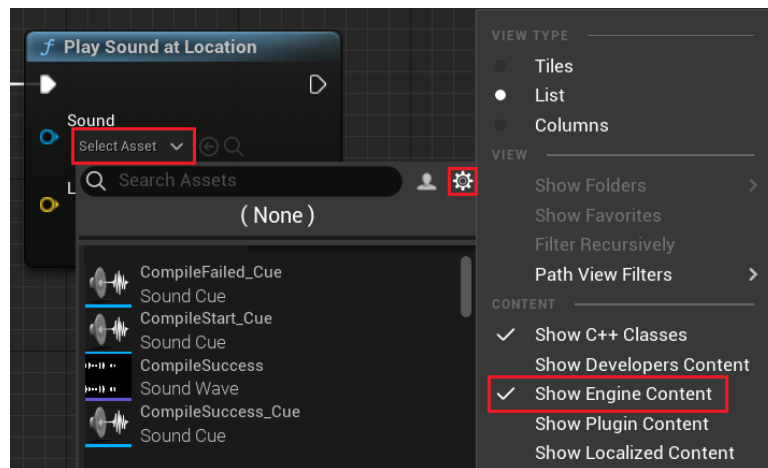 f Play Sound at Location
Sound
Select Asset
L
Search Assets
( None )
CompileFailed_Cue
Sound Cue
CompileStart_Cue
Sound Cue
CompileSuccess
Sound Wave
CompileSuccess_Cue
Sound Cue
VIEW TYPE
Tiles
List
Columns
VIEW
Show Folders
Show Favorites
Filter Recursively
Path View Filters
CONTENT
Show C++ Classes
Show Developers Content
Show Engine Content
Show Plugin Content
Show Localized Content